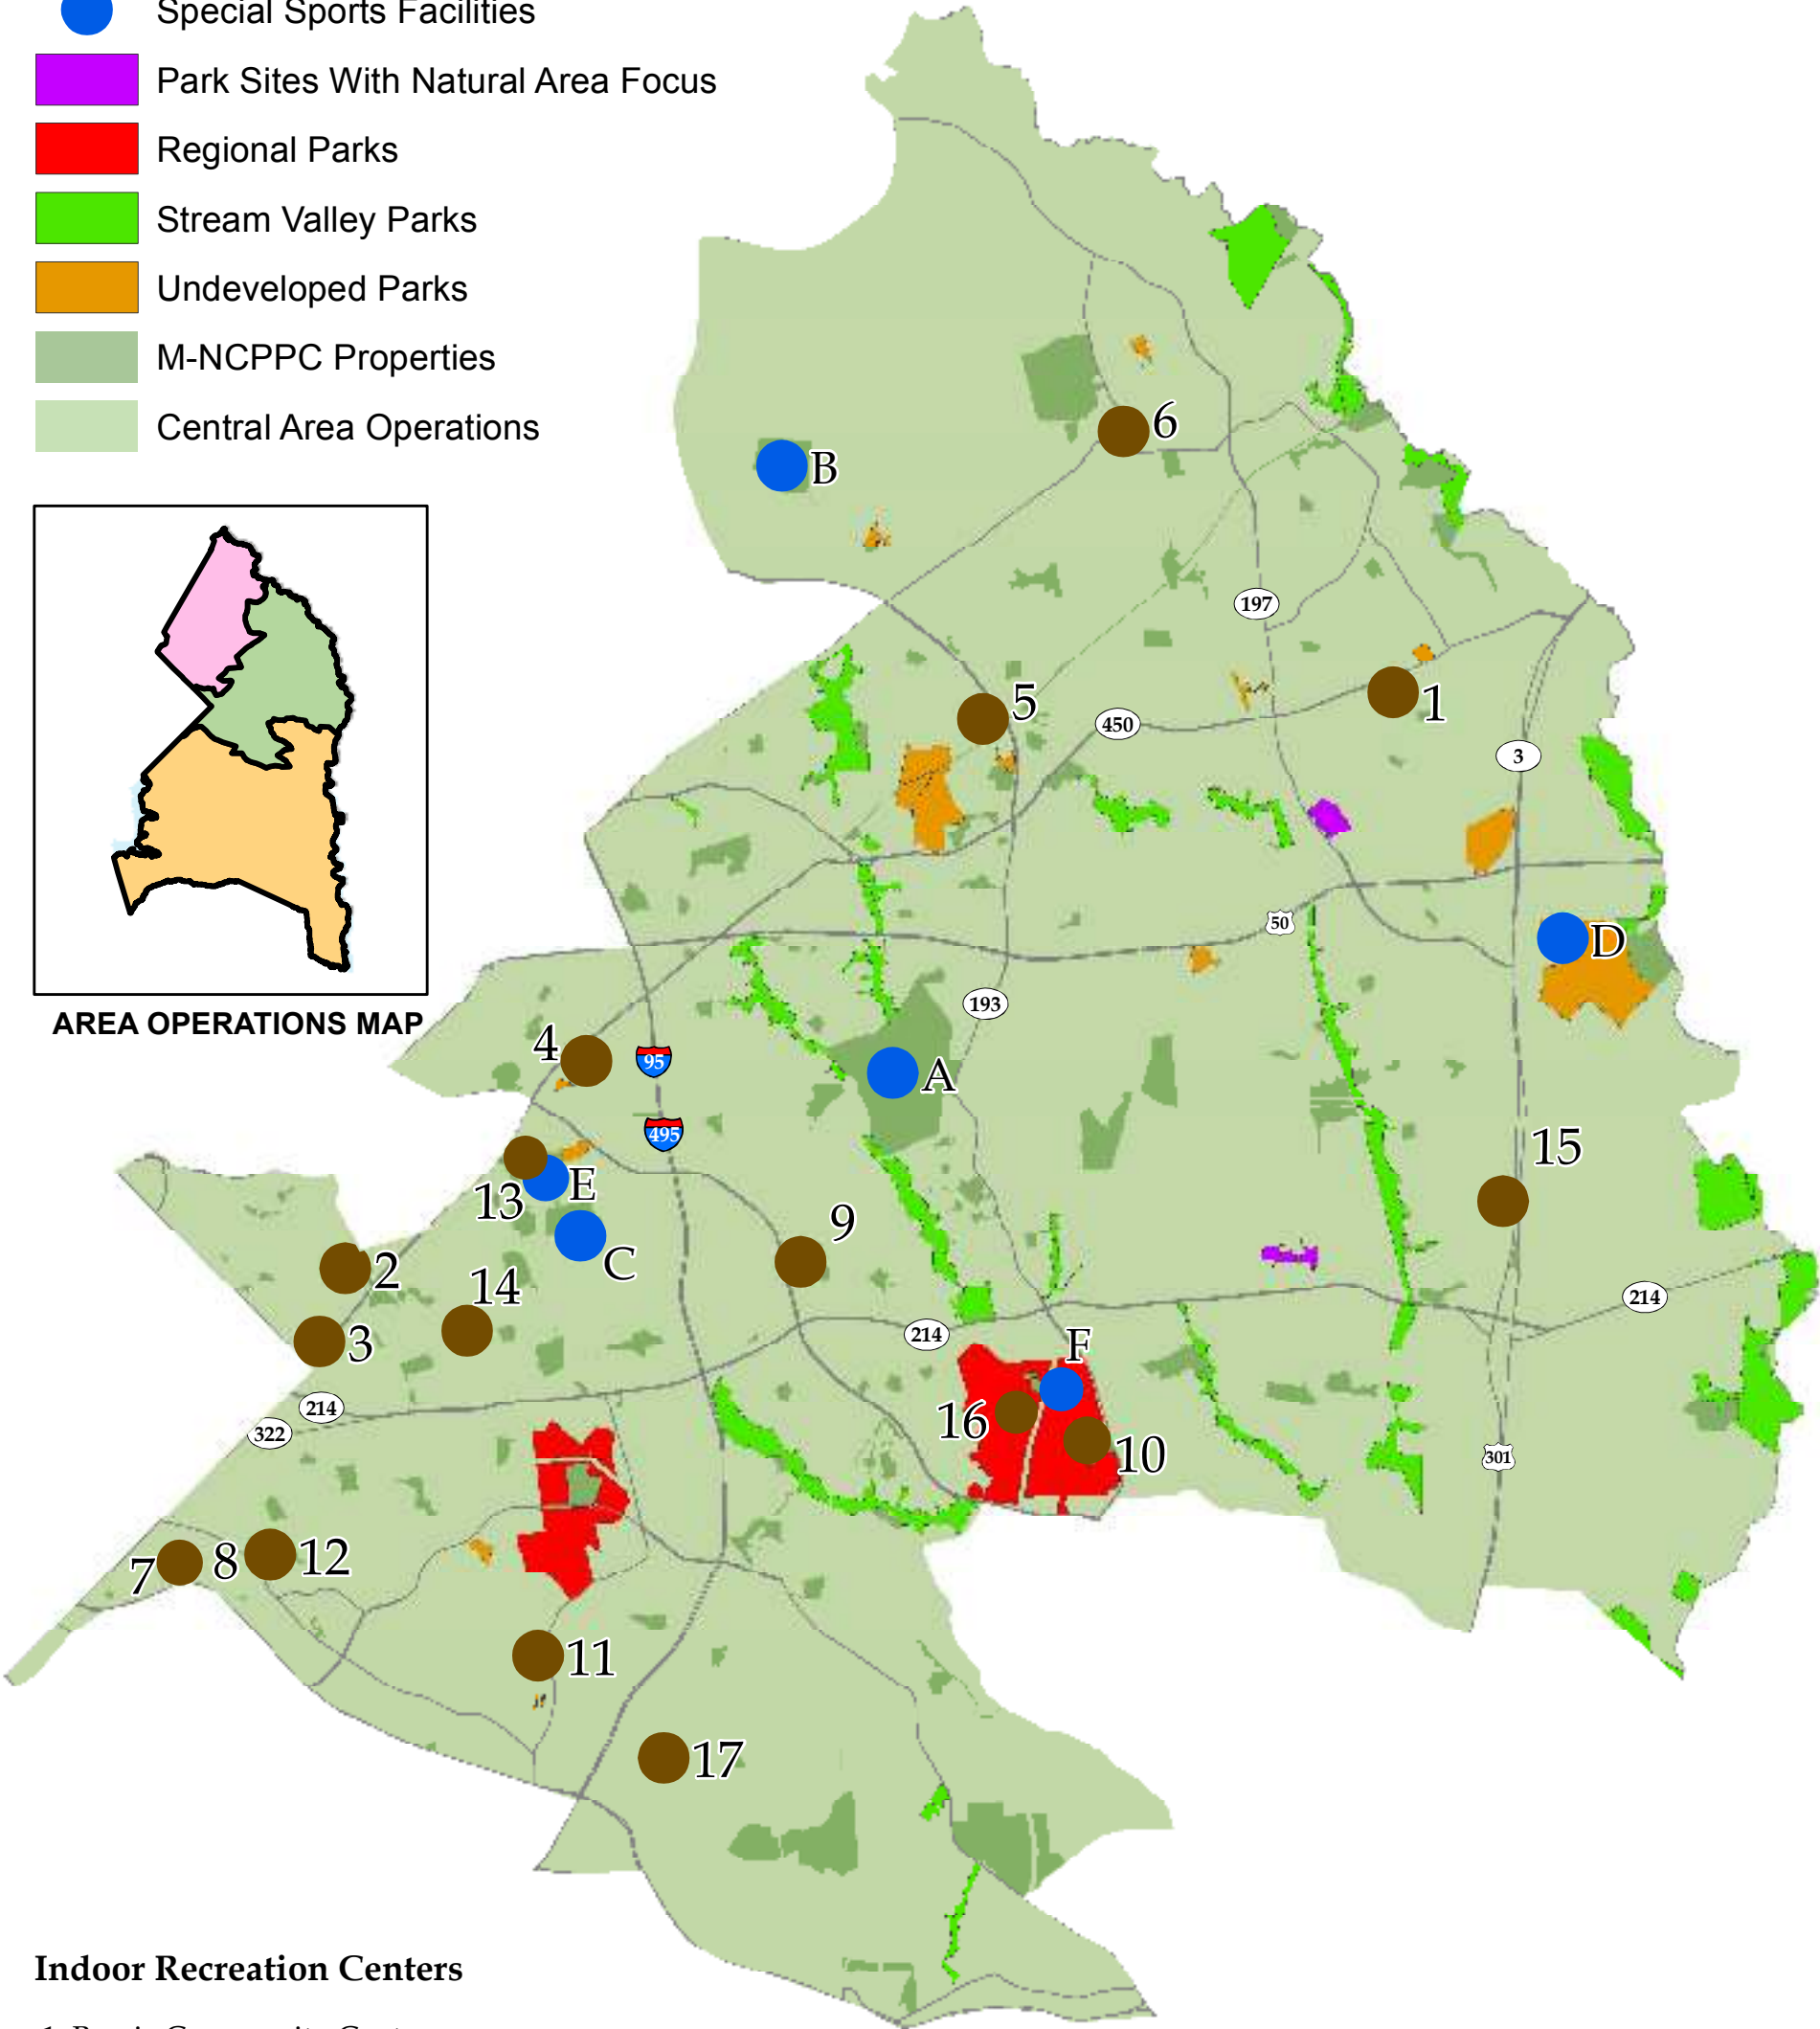 Special Sports Facilities
Park Sites With Natural Area Focus
Regional Parks
Stream Valley Parks
Undeveloped Parks
M-NCPPC Properties
Central Area Operations
AREA OPERATIONS MAP
6
B
197
5
1
450
3
50
D
193
4
95
A
495
15
13
E
9
C
2
14
214
3
214
F
214
322
16
10
301
7
8
12
11
17
Indoor Recreation Centers